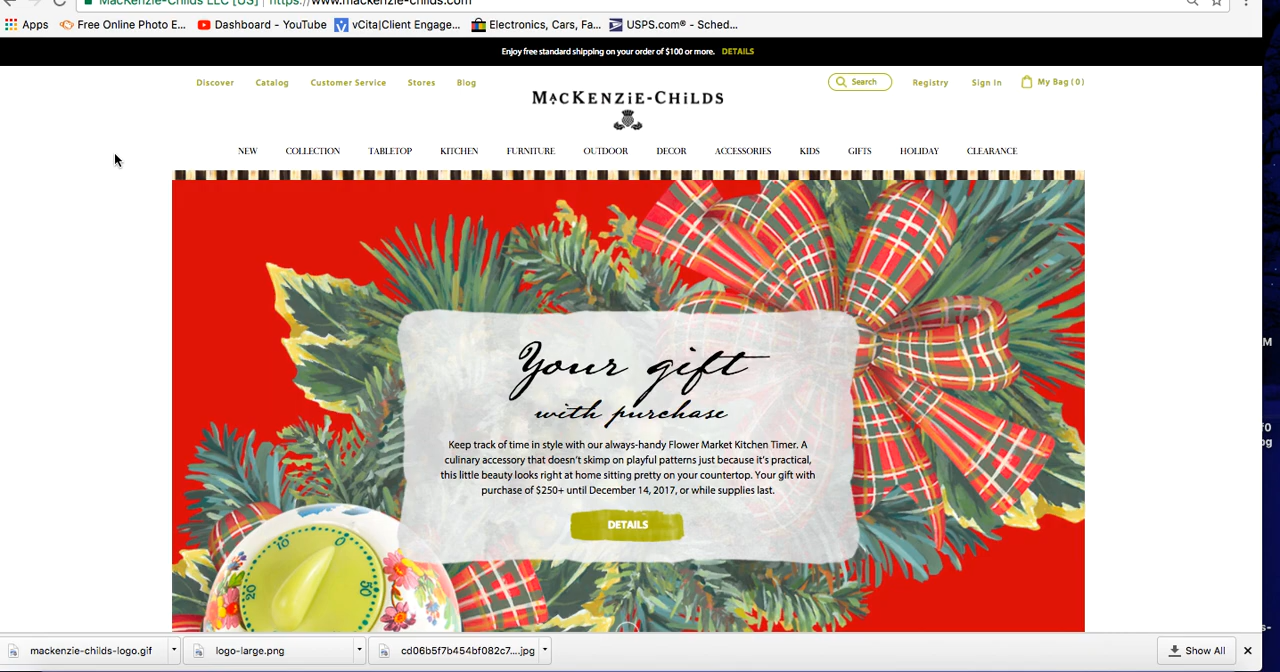 MacKenzie-Childs LLC [US] | https://www.mackenzie-childs.com
Apps Free Online Photo E... Dashboard - YouTube vCita|Client Engage... Electronics, Cars, Fa... USPS.com® - Sched...
Enjoy free standard shipping on your order of $100 or more. DETAILS
Discover Catalog Customer Service Stores Blog Search Registry Sign In My Bag (0)
MACKENZiE-CHiLDS
NEW COLLECTION TABLETOP KITCHEN FURNITURE OUTDOOR DECOR ACCESSORIES KIDS GIFTS HOLIDAY CLEARANCE
Your gift
with purchase
Keep track of time in style with our always-handy Flower Market Kitchen Timer. A
culinary accessory that doesn't skimp on playful patterns just because it's practical,
this little beauty looks right at home sitting pretty on your countertop. Your gift with
purchase of $250+ until December 14, 2017, or while supplies last.
DETAILS
10 0 20 50
mackenzie-childs-logo.gif logo-large.png cd06b5f7b454bf082c7....jpg Show All